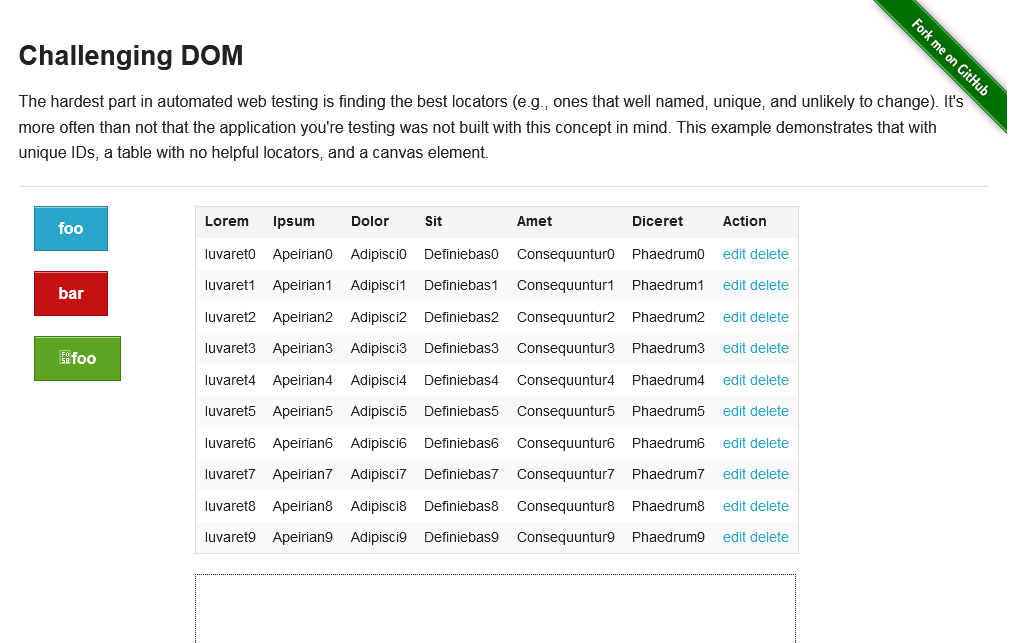 Fork me on GitHub
Challenging DOM
The hardest part in automated web testing is finding the best locators (e.g., ones that well named, unique, and unlikely to change). It's
more often than not that the application you're testing was not built with this concept in mind. This example demonstrates that with
unique IDs, a table with no helpful locators, and a canvas element.
foo
bar
foo
Lorem Ipsum Dolor Sit Amet Diceret Action
Iuvaret0 Apeirian0 Adipisci0 Definiebas0 Consequuntur0 Phaedrum0 edit delete
Iuvaret1 Apeirian1 Adipisci1 Definiebas1 Consequuntur1 Phaedrum1 edit delete
Iuvaret2 Apeirian2 Adipisci2 Definiebas2 Consequuntur2 Phaedrum2 edit delete
Iuvaret3 Apeirian3 Adipisci3 Definiebas3 Consequuntur3 Phaedrum3 edit delete
Iuvaret4 Apeirian4 Adipisci4 Definiebas4 Consequuntur4 Phaedrum4 edit delete
Iuvaret5 Apeirian5 Adipisci5 Definiebas5 Consequuntur5 Phaedrum5 edit delete
Iuvaret6 Apeirian6 Adipisci6 Definiebas6 Consequuntur6 Phaedrum6 edit delete
Iuvaret7 Apeirian7 Adipisci7 Definiebas7 Consequuntur7 Phaedrum7 edit delete
Iuvaret8 Apeirian8 Adipisci8 Definiebas8 Consequuntur8 Phaedrum8 edit delete
Iuvaret9 Apeirian9 Adipisci9 Definiebas9 Consequuntur9 Phaedrum9 edit delete